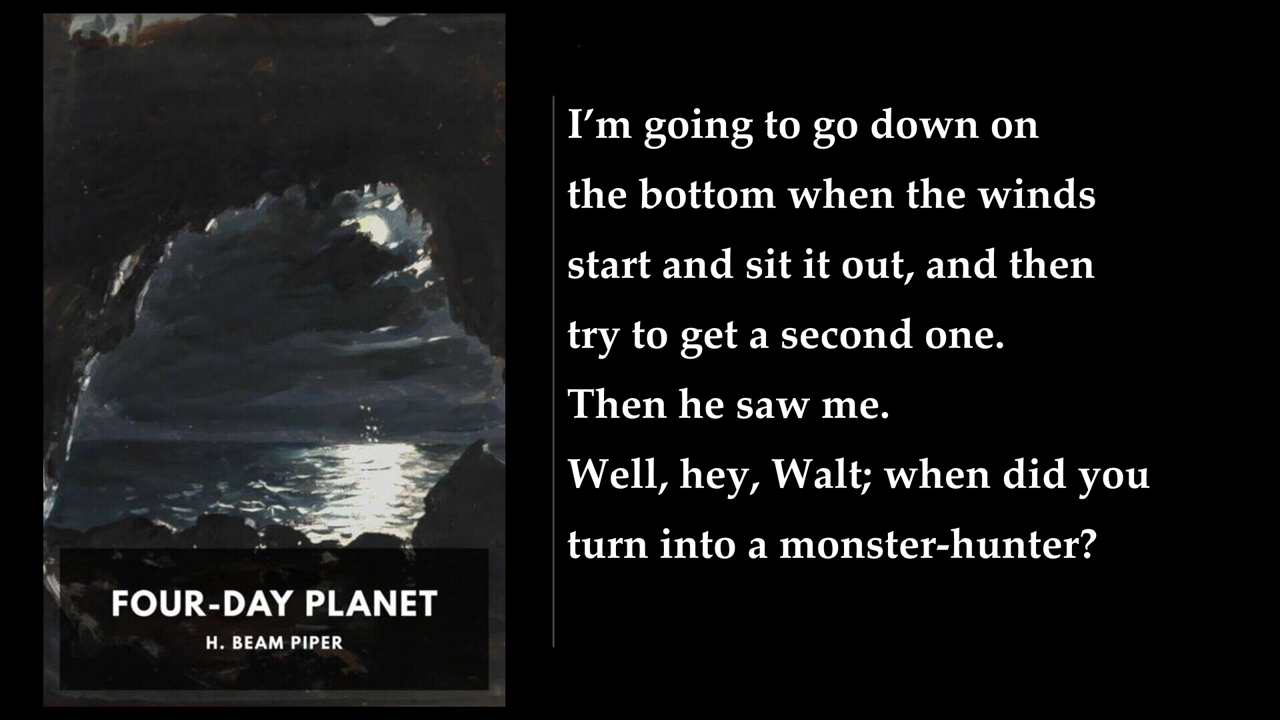 FOUR-DAY PLANET
H. BEAM PIPER
I’m going to go down on
the bottom when the winds
start and sit it out, and then
try to get a second one.
Then he saw me.
Well, hey, Walt; when did you
turn into a monster-hunter?